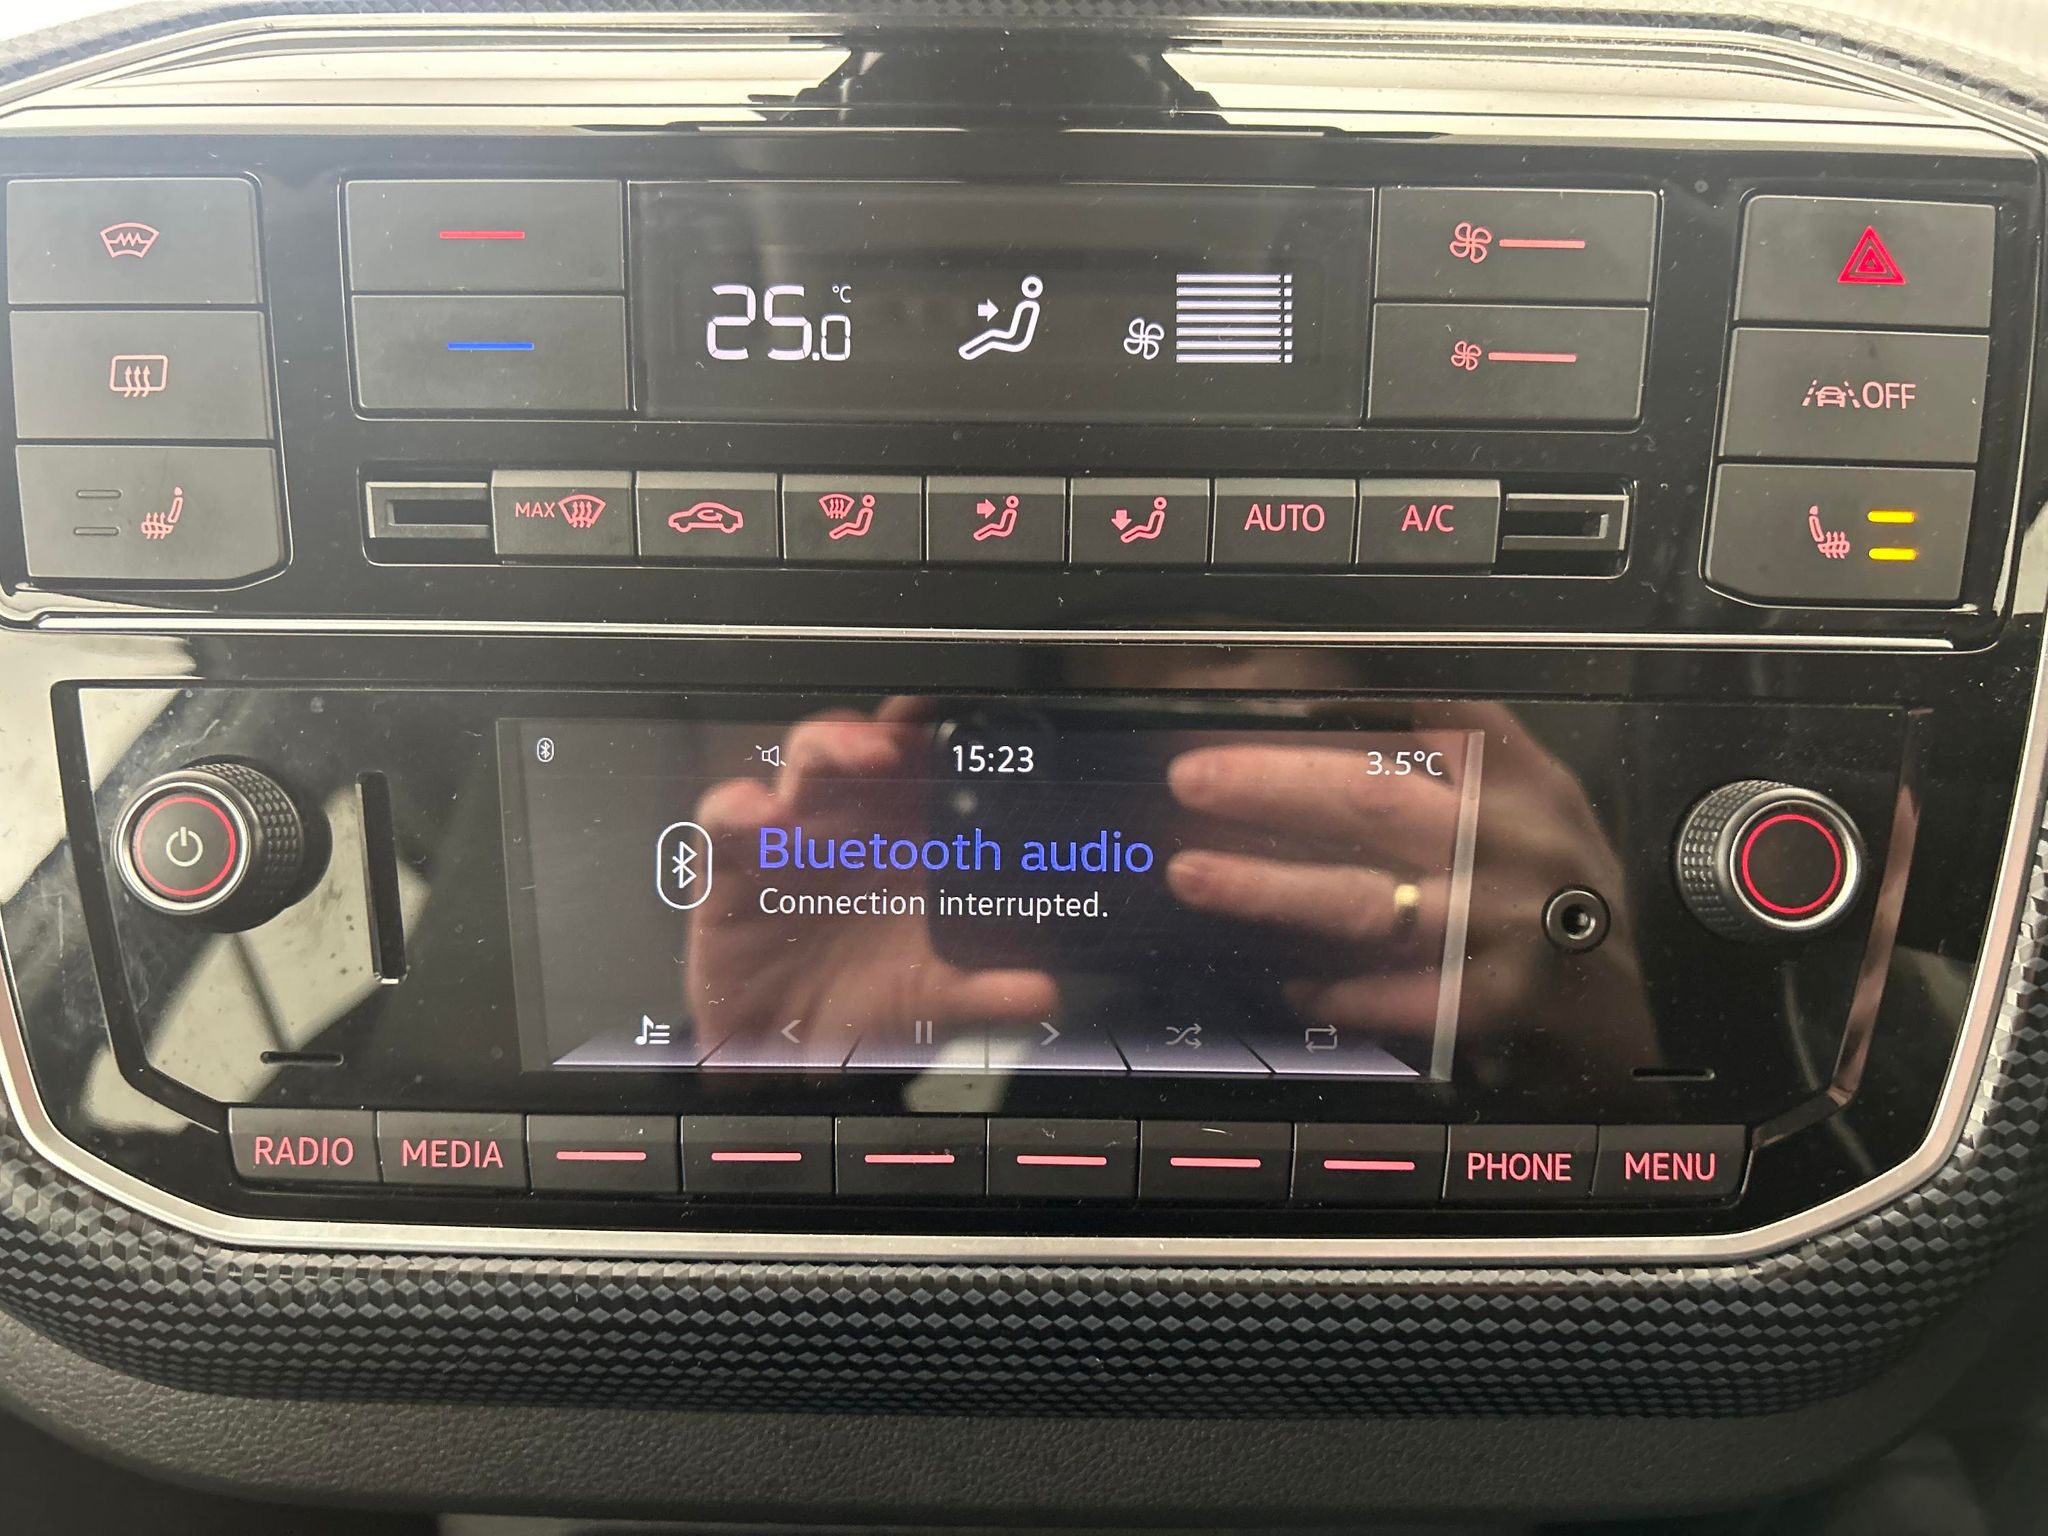 25.0 °C
OFF
MAX
AUTO
A/C
15:23
3.5°C
Bluetooth audio
Connection interrupted.
RADIO
MEDIA
PHONE
MENU